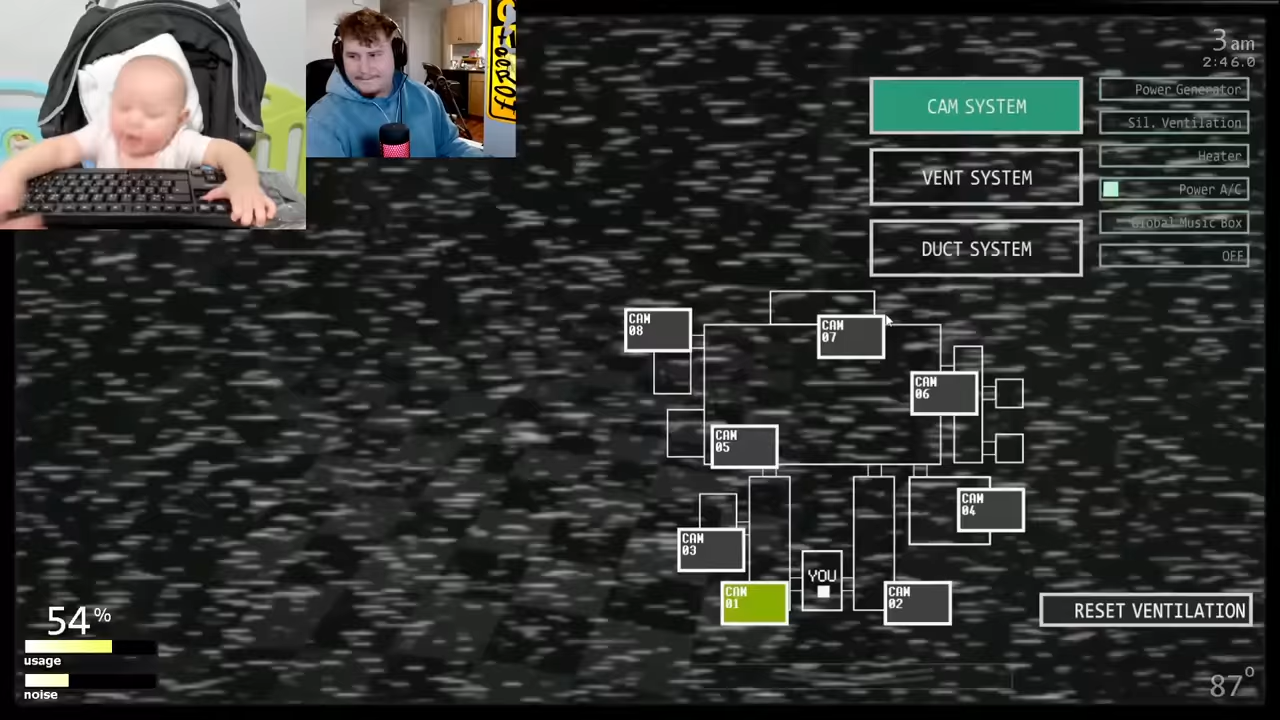 3 am
2:46.0
CAM SYSTEM
VENT SYSTEM
DUCT SYSTEM
Power Generator
Sil. Ventilation
Heater
Power A/C
Global Music Box
OFF
CAM
08
CAM
07
CAM
06
CAM
05
CAM
04
CAM
03
YOU
CAM
01
CAM
02
RESET VENTILATION
54%
usage
noise
87°